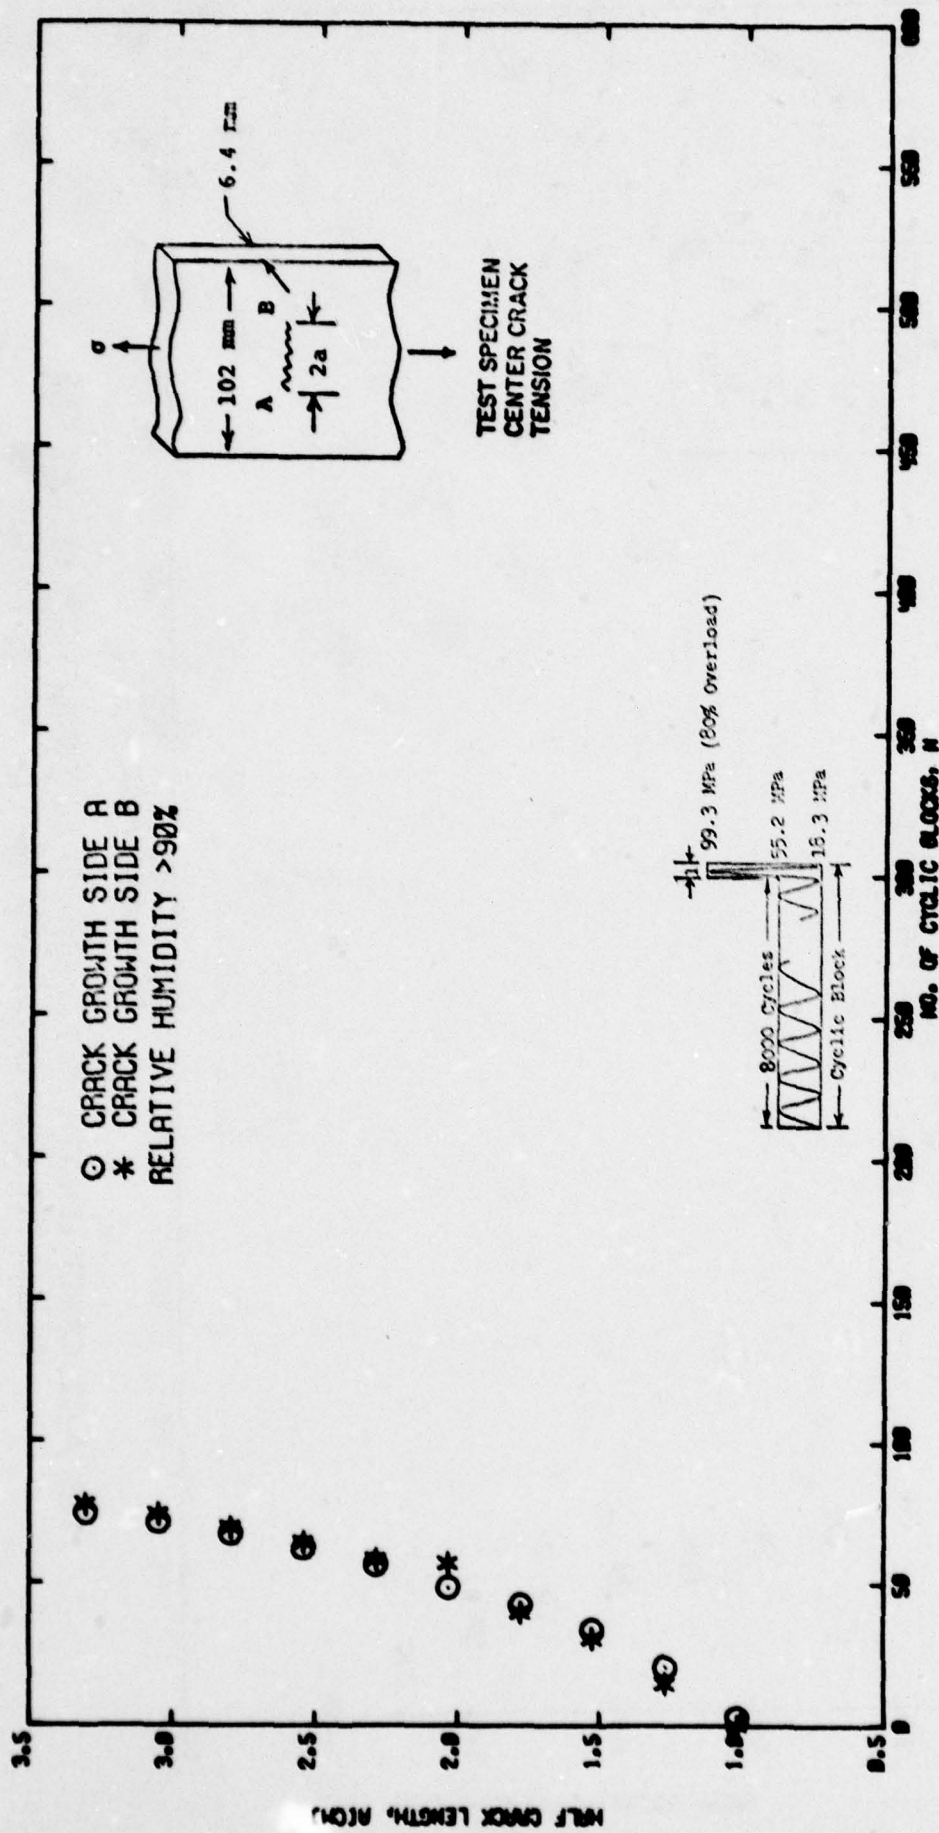 ⊙ CRACK GROWTH SIDE A
* CRACK GROWTH SIDE B
RELATIVE HUMIDITY >90%
σ
102 mm
6.4 mm
A
B
2a
TEST SPECIMEN
CENTER CRACK
TENSION
99.3 MPa (80% Overload)
8000 Cycles
55.2 MPa
18.3 MPa
Cyclic Block
HALF CRACK LENGTH, A(CM)
3.5
3.0
2.5
2.0
1.5
1.0
0.5
0
50
100
150
200
250
300
350
400
450
500
550
600
NO. OF CYCLIC BLOCKS, N